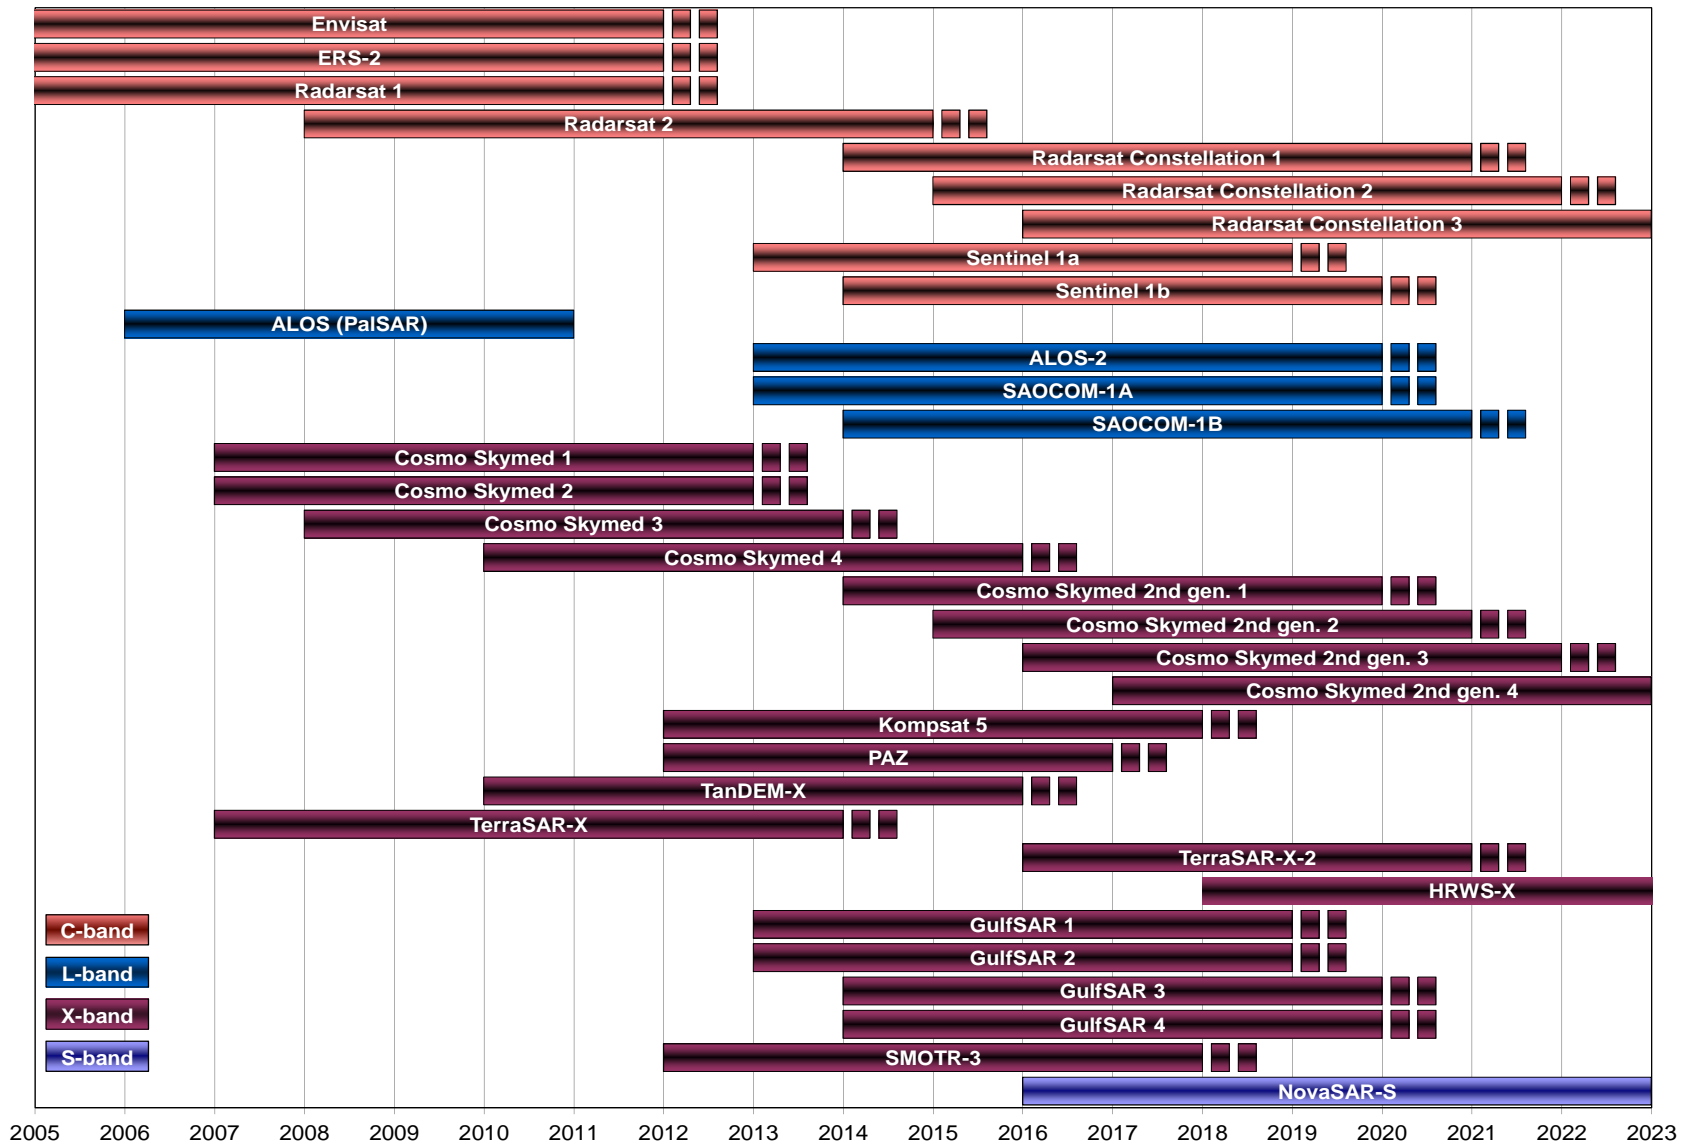 Envisat
ERS-2
Radarsat 1
Radarsat 2
Radarsat Constellation 1
Radarsat Constellation 2
Radarsat Constellation 3
Sentinel 1a
Sentinel 1b
ALOS (PalSAR)
ALOS-2
SAOCOM-1A
SAOCOM-1B
Cosmo Skymed 1
Cosmo Skymed 2
Cosmo Skymed 3
Cosmo Skymed 4
Cosmo Skymed 2nd gen. 1
Cosmo Skymed 2nd gen. 2
Cosmo Skymed 2nd gen. 3
Cosmo Skymed 2nd gen. 4
Kompsat 5
PAZ
TanDEM-X
TerraSAR-X
TerraSAR-X-2
HRWS-X
GulfSAR 1
GulfSAR 2
GulfSAR 3
GulfSAR 4
SMOTR-3
NovaSAR-S
C-band
L-band
X-band
S-band
2005 2006 2007 2008 2009 2010 2011 2012 2013 2014 2015 2016 2017 2018 2019 2020 2021 2022 2023